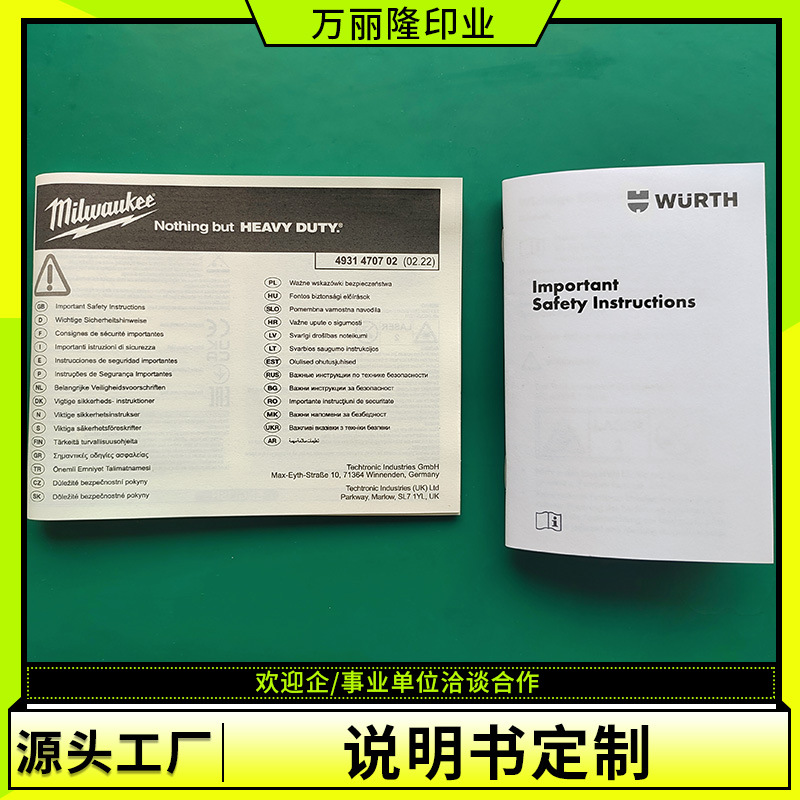 万丽隆印业
Milwaukee
Nothing but HEAVY DUTY.®
4931 4707 02 (02.22)
GB Important Safety Instructions
D Wichtige Sicherheitshinweise
F Consignes de sécurité importantes
I Importanti istruzioni di sicurezza
E Instrucciones de seguridad importantes
P Instruções de Segurança Importantes
NL Belangrijke Veiligheidsvoorschriften
DK Vigtige sikkerheds- instruktioner
N Viktige sikkerhetsinstrukser
S Viktiga säkerhetsföreskrifter
FIN Tärkeitä turvallisuusohjeita
GR Σημαντικές οδηγίες ασφαλείας
TR Önemli Emniyet Talimatnamesi
CZ Důležité bezpečnostní pokyny
SK Dôležité bezpečnostné pokyny
PL Ważne wskazówki bezpieczeństwa
HU Fontos biztonsági előírások
SLO Pomembna varnostna navodila
HR Važne upute o sigurnosti
LV Svarīgi drošības noteikumi
LT Svarbios saugumo instrukcijos
EST Olulised ohutusjuhised
RUS Важные инструкции по технике безопасности
BG Важни инструкции за безопасност
RO Importante instrucţiuni de securitate
MK Важни напомени за безбедност
UKR Важливі вказівки з техніки безпеки
AR
Techtronic Industries GmbH
Max-Eyth-Straße 10, 71364 Winnenden, Germany
Techtronic Industries (UK) Ltd
Parkway, Marlow, SL7 1YL, UK
WÜRTH
Important
Safety Instructions
欢迎企/事业单位洽谈合作
源头工厂
说明书定制